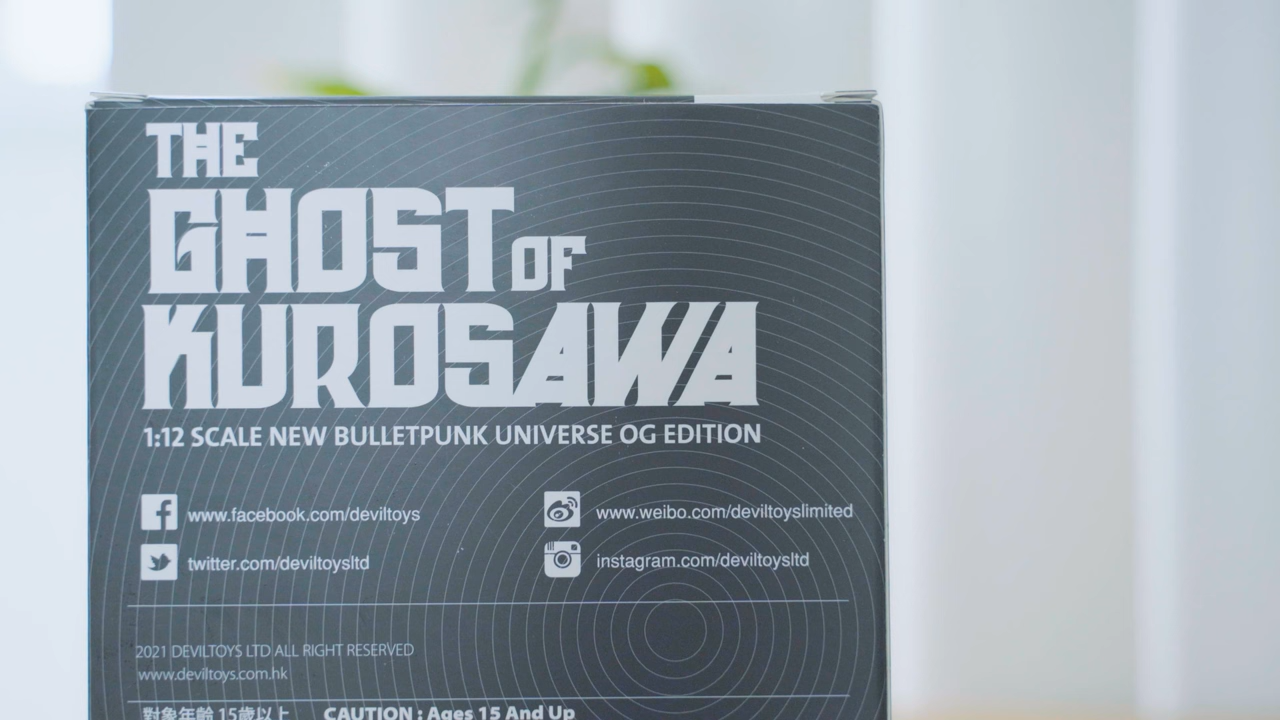 THE
GHOST OF
KUROSAWA
1:12 SCALE NEW BULLETPUNK UNIVERSE OG EDITION
www.facebook.com/deviltoys
www.weibo.com/deviltoyslimited
twitter.com/deviltoysltd
instagram.com/deviltoysltd
2021 DEVILTOYS LTD ALL RIGHT RESERVED
www.deviltoys.com.hk
對象年齡 15歲以上 CAUTION : Ages 15 And Up